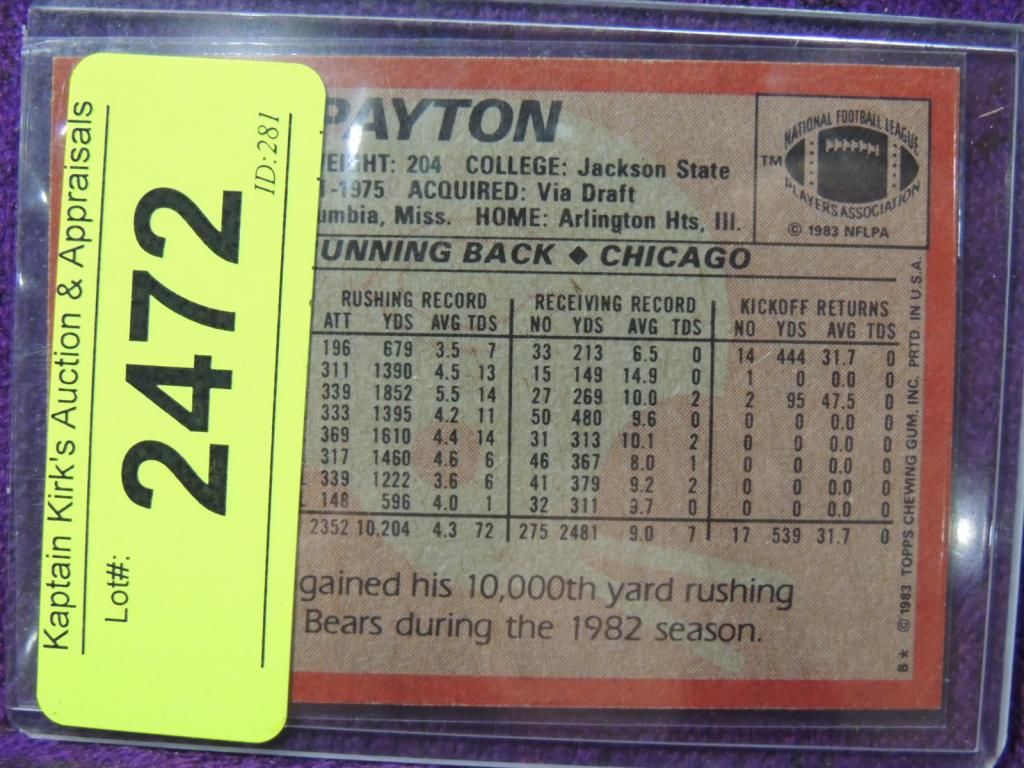 Kaptain Kirk's Auction & Appraisals
Lot#:
2472
ID:281
PAYTON
WEIGHT: 204 COLLEGE: Jackson State
-1975 ACQUIRED: Via Draft
umbia, Miss. HOME: Arlington Hts, Ill.
UNNING BACK ♦ CHICAGO
NATIONAL FOOTBALL LEAGUE
TM
PLAYERS ASSOCIATION
© 1983 NFLPA
RUSHING RECORD RECEIVING RECORD KICKOFF RETURNS
ATT YDS AVG TDS NO YDS AVG TDS NO YDS AVG TDS
196 679 3.5 7 33 213 6.5 0 14 444 31.7 0
311 1390 4.5 13 15 149 14.9 0 1 0 0.0 0
339 1852 5.5 14 27 269 10.0 2 2 95 47.5 0
333 1395 4.2 11 50 480 9.6 0 0 0 0.0 0
369 1610 4.4 14 31 313 10.1 2 0 0 0.0 0
317 1460 4.6 6 46 367 8.0 1 0 0 0.0 0
339 1222 3.6 6 41 379 9.2 2 0 0 0.0 0
148 596 4.0 1 32 311 9.7 0 0 0 0.0 0
2352 10,204 4.3 72 275 2481 9.0 7 17 539 31.7 0
gained his 10,000th yard rushing
Bears during the 1982 season.
B* ©1983 TOPPS CHEWING GUM, INC. PRTD. IN U.S.A.